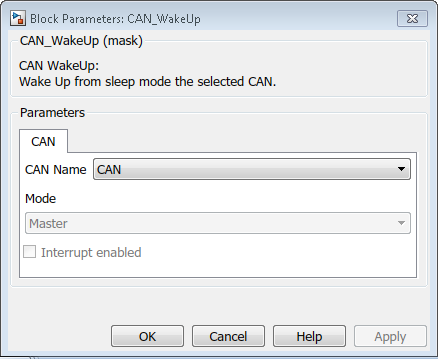 Block Parameters: CAN_WakeUp
CAN_WakeUp (mask)
CAN WakeUp:
Wake Up from sleep mode the selected CAN.
Parameters
CAN
CAN Name CAN
Mode
Master
Interrupt enabled
OK Cancel Help Apply